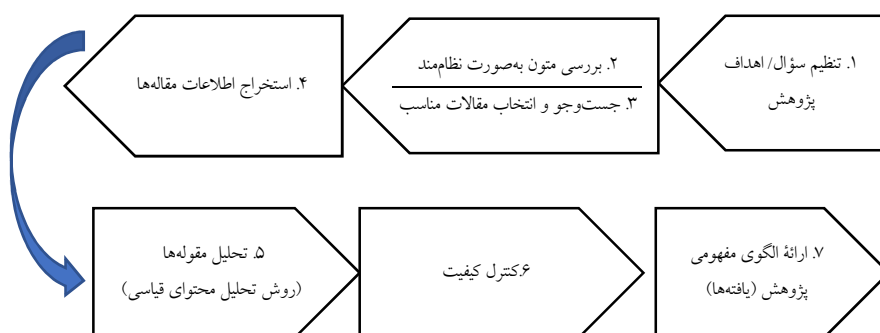 ۱. تنظیم سؤال/ اهداف
پژوهش
۲. بررسی متون به‌صورت نظام‌مند
۳. جست‌وجو و انتخاب مقالات مناسب
۴. استخراج اطلاعات مقاله‌ها
۵. تحلیل مقوله‌ها
(روش تحلیل محتوای قیاسی)
۶.کنترل کیفیت
۷. ارائهٔ الگوی مفهومی
پژوهش (یافته‌ها)